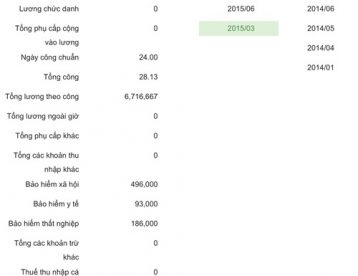 Lương chức danh 0 2015/06 2014/06
Tổng phụ cấp cộng 0 2015/03 2014/05
vào lương 2014/04
Ngày công chuẩn 24.00
2014/01
Tổng công 28.13
Tổng lương theo công 6,716,667
Tổng lương ngoài giờ 0
Tổng phụ cấp khác 0
Tổng các khoản thu 0
nhập khác
Bảo hiểm xã hội 496,000
Bảo hiểm y tế 93,000
Bảo hiểm thất nghiệp 186,000
Tổng các khoản trừ 0
khác
Thuế thu nhập cá 0